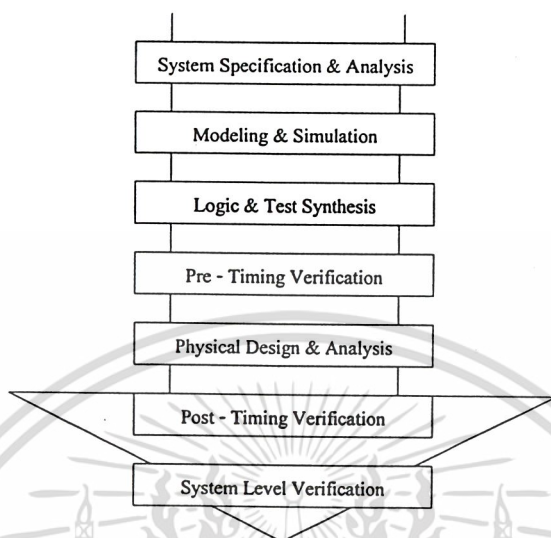 System Specification & Analysis
Modeling & Simulation
Logic & Test Synthesis
Pre - Timing Verification
Physical Design & Analysis
Post - Timing Verification
System Level Verification